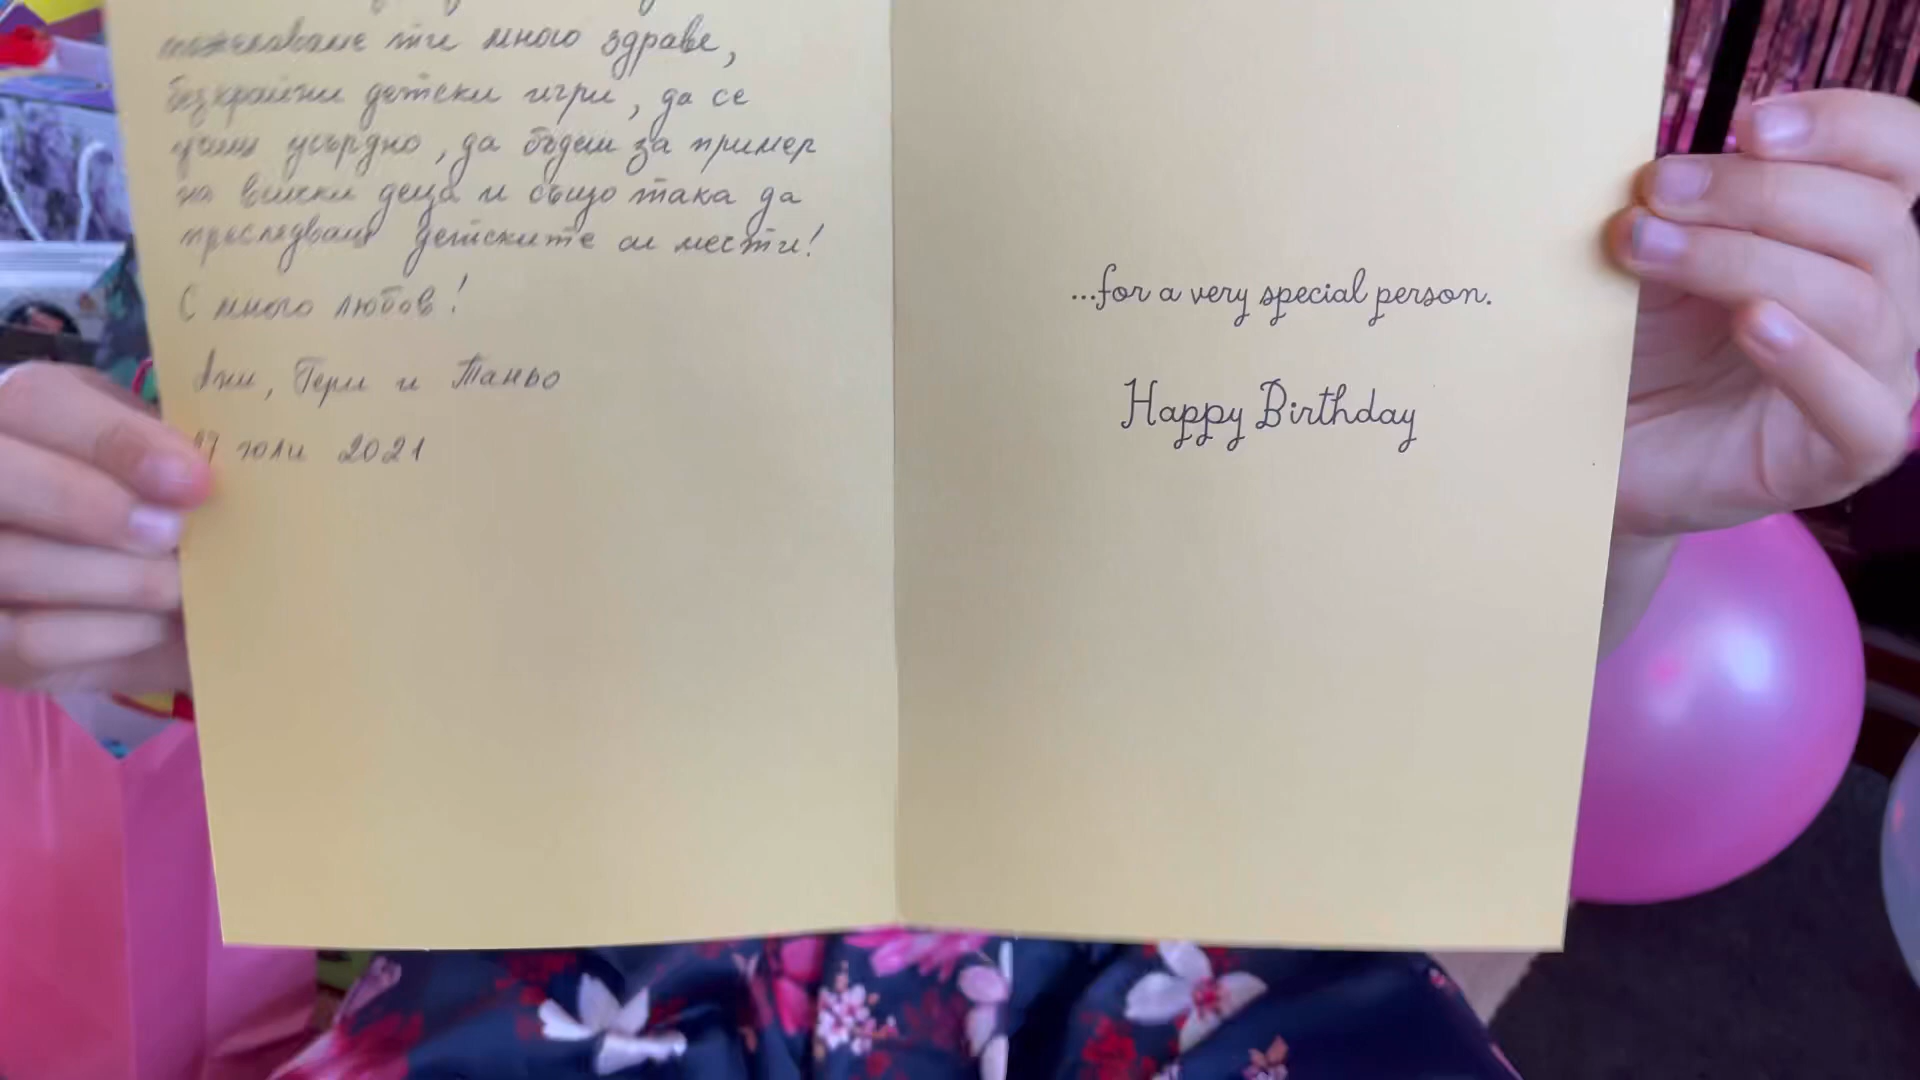 пожелаваме ти много здраве,
безкрайни детски игри, да се
учиш усърдно, да бъдеш за пример
на всички деца и също така да
преследваш детските си мечти!
С много любов!
Ани, Гери и Таньо
юли 2021
...for a very special person.
Happy Birthday